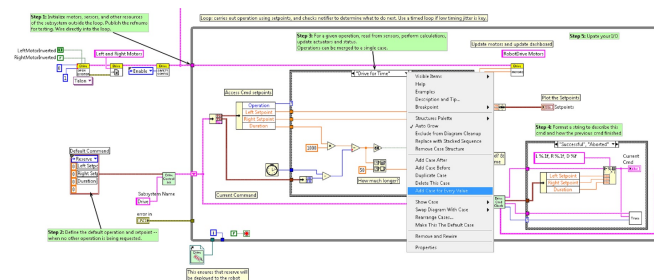 Step 1: Initialize motors, sensors, and other resources
of the subsystem outside the loop. Publish the refnums
for testing. Wire directly into the loop.
Loop: carries out operation using setpoints, and checks notifier to determine what to do next. Use a timed loop if low timing jitter is key.
Step 3: For a given operation, read from sensors, perform calculations,
update actuators and status.
Operations can be merged to a single case.
Step 5: Update your I/O
Update motors and update dashboard
RobotDrive Motors
LeftMotorInverted
RightMotorInverted
Left and Right Motors
Enable
False
"Drive for Time"
Visible Items
Help
Examples
Description and Tip...
Breakpoint
Structures Palette
Auto Grow
Exclude from Diagram Cleanup
Replace with Stacked Sequence
Remove Case Structure
Add Case After
Add Case Before
Duplicate Case
Delete This Case
Add Case for Every Value
Show Case
Swap Diagram With Case
Rearrange Cases...
Make This The Default Case
Remove and Rewire
Properties
Access Cmd setpoints
Operation
Left Setpoint
Right Setpoint
Duration
1000
50
How much longer?
Current Command
Plot the Setpoints
Setpoints
Step 4: Format a string to describe this
cmd and how the previous cmd finished.
"Successful", "Aborted"
Left Setpoint
Right Setpoint
Duration
Current
Cmd
Default Command
Reserve
Left Setpo
Right Setpo
Duration
Subsystem Name
Drive
error in
Step 2: Define the default operation and setpoint --
when no other operation is being requested.
This ensures that reserve will
be deployed to the robot